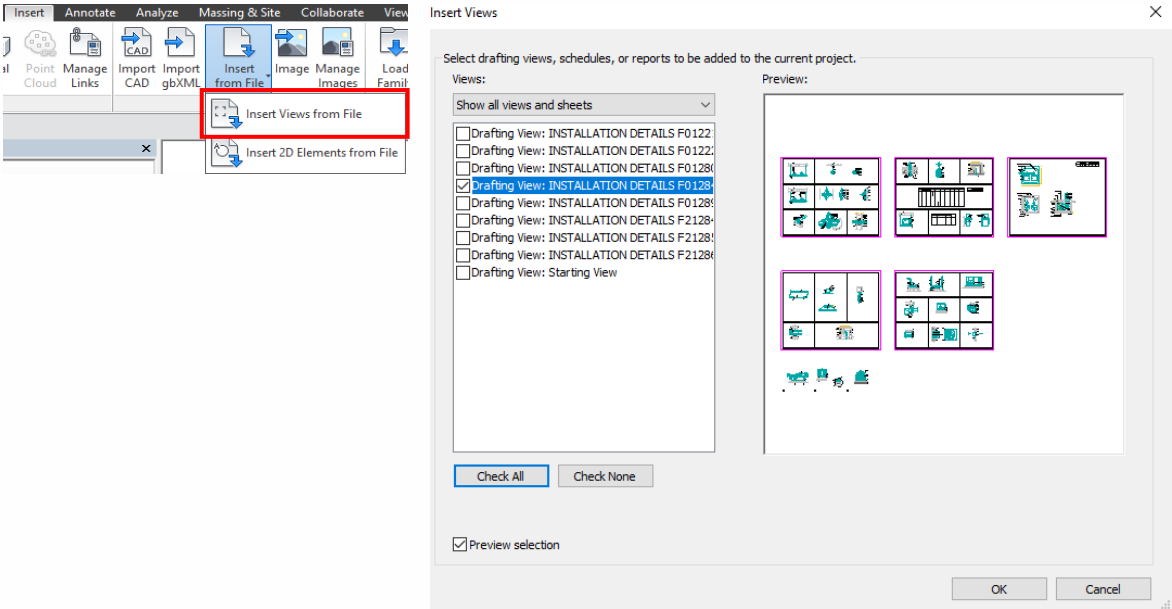 Insert Annotate Analyze Massing & Site Collaborate View
Point Cloud
Manage Links
Import CAD
Import gbXML
Insert from File
Image
Manage Images
Load
Insert Views from File
Insert 2D Elements from File
Insert Views
Select drafting views, schedules, or reports to be added to the current project.
Views:
Preview:
Show all views and sheets
Drafting View: INSTALLATION DETAILS F0122
Drafting View: INSTALLATION DETAILS F0122
Drafting View: INSTALLATION DETAILS F0128
Drafting View: INSTALLATION DETAILS F0128
Drafting View: INSTALLATION DETAILS F0128
Drafting View: INSTALLATION DETAILS F2128
Drafting View: INSTALLATION DETAILS F2128
Drafting View: INSTALLATION DETAILS F2128
Drafting View: Starting View
Check All
Check None
Preview selection
OK
Cancel